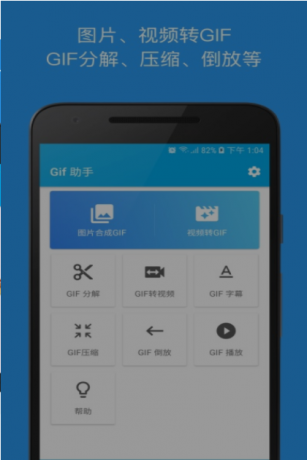 图片、视频转GIF
GIF分解、压缩、倒放等
82% 下午 1:04
Gif 助手
图片合成GIF
视频转GIF
GIF 分解
GIF转视频
GIF 字幕
GIF压缩
GIF 倒放
GIF 播放
帮助